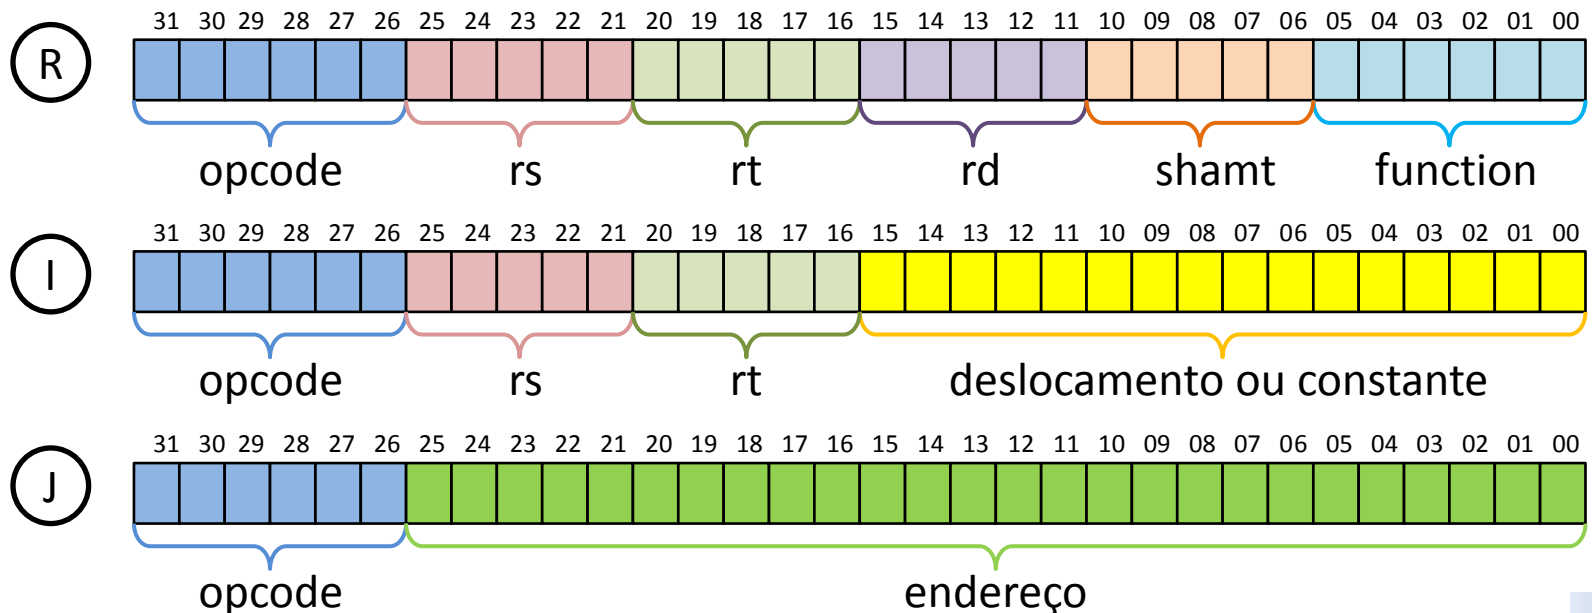 31 30 29 28 27 26 25 24 23 22 21 20 19 18 17 16 15 14 13 12 11 10 09 08 07 06 05 04 03 02 01 00
R
opcode rs rt rd shamt function
31 30 29 28 27 26 25 24 23 22 21 20 19 18 17 16 15 14 13 12 11 10 09 08 07 06 05 04 03 02 01 00
I
opcode rs rt deslocamento ou constante
31 30 29 28 27 26 25 24 23 22 21 20 19 18 17 16 15 14 13 12 11 10 09 08 07 06 05 04 03 02 01 00
J
opcode endereço